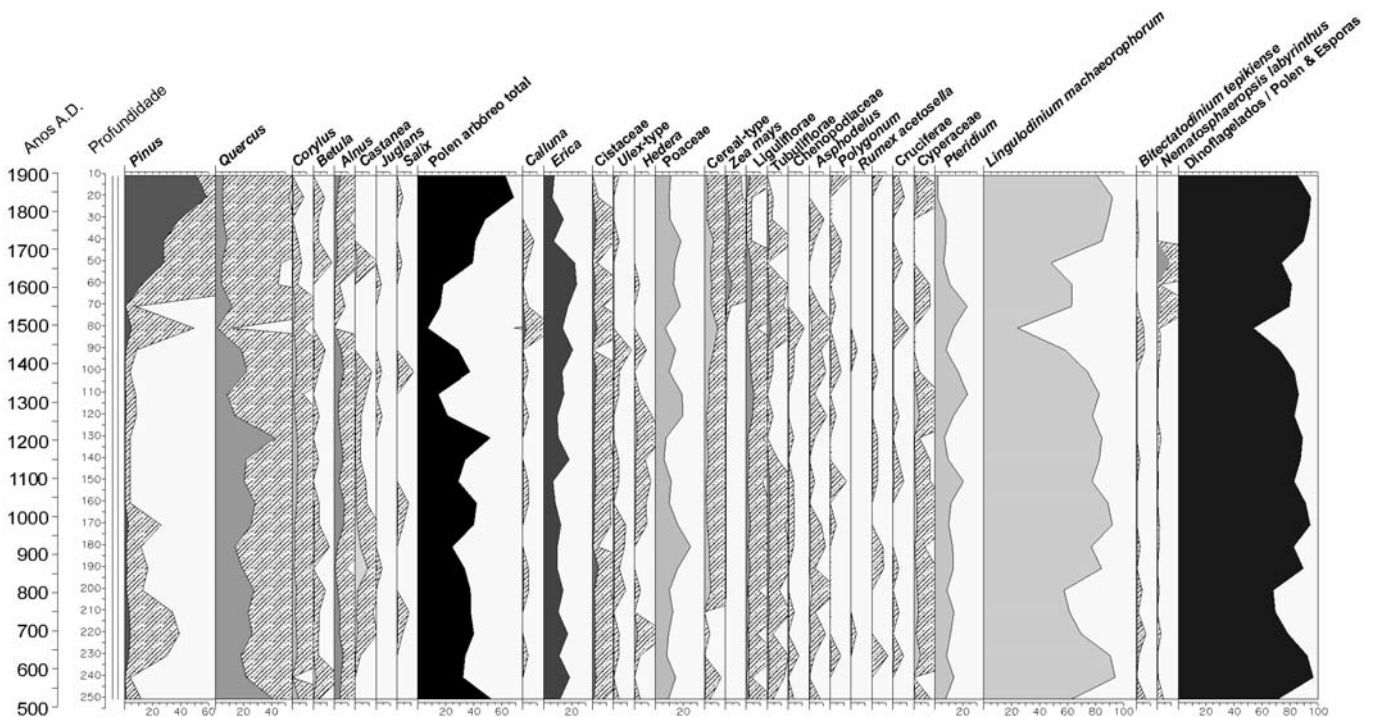 Anos A.D.
Profundidade
Pinus
Quercus
Corylus
Betula
Alnus
Castanea
Juglans
Salix
Polen arbóreo total
Calluna
Erica
Cistaceae
Ulex-type
Hedera
Poaceae
Cereal-type
Zea mays
Liguliflorae
Tubuliflorae
Chenopodiaceae
Asphodelus
Polygonum
Rumex acetosella
Cruciferae
Cyperaceae
Pteridium
Lingulodinium machaeorophorum
Bitectatodinium tepikiense
Nematosphaeropsis labyrinthus
Dinoflagelados / Polen & Esporas
1900
1800
1700
1600
1500
1400
1300
1200
1100
1000
900
800
700
600
500
10
20
30
40
50
60
70
80
90
100
110
120
130
140
150
160
170
180
190
200
210
220
230
240
250
20 40 60
20 40
20 40
20
20
20
20 40 60 80 100
20 40 60 80 100